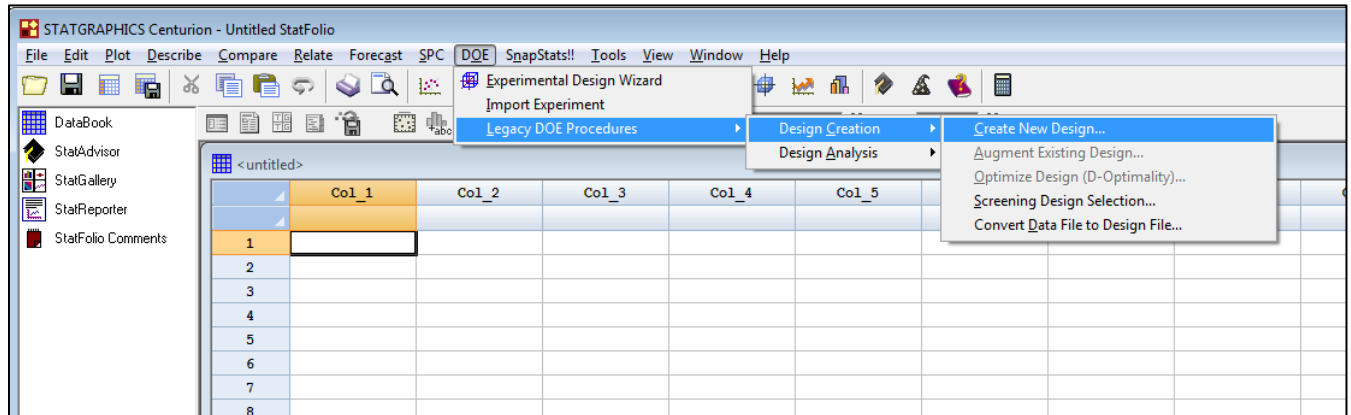 STATGRAPHICS Centurion - Untitled StatFolio
File Edit Plot Describe Compare Relate Forecast SPC DOE SnapStats!! Tools View Window Help
Experimental Design Wizard
Import Experiment
Legacy DOE Procedures
Design Creation
Design Analysis
Create New Design...
Augment Existing Design...
Optimize Design (D-Optimality)...
Screening Design Selection...
Convert Data File to Design File...
DataBook
StatAdvisor
StatGallery
StatReporter
StatFolio Comments
abc
<untitled>
Col_1 Col_2 Col_3 Col_4 Col_5
1
2
3
4
5
6
7
8